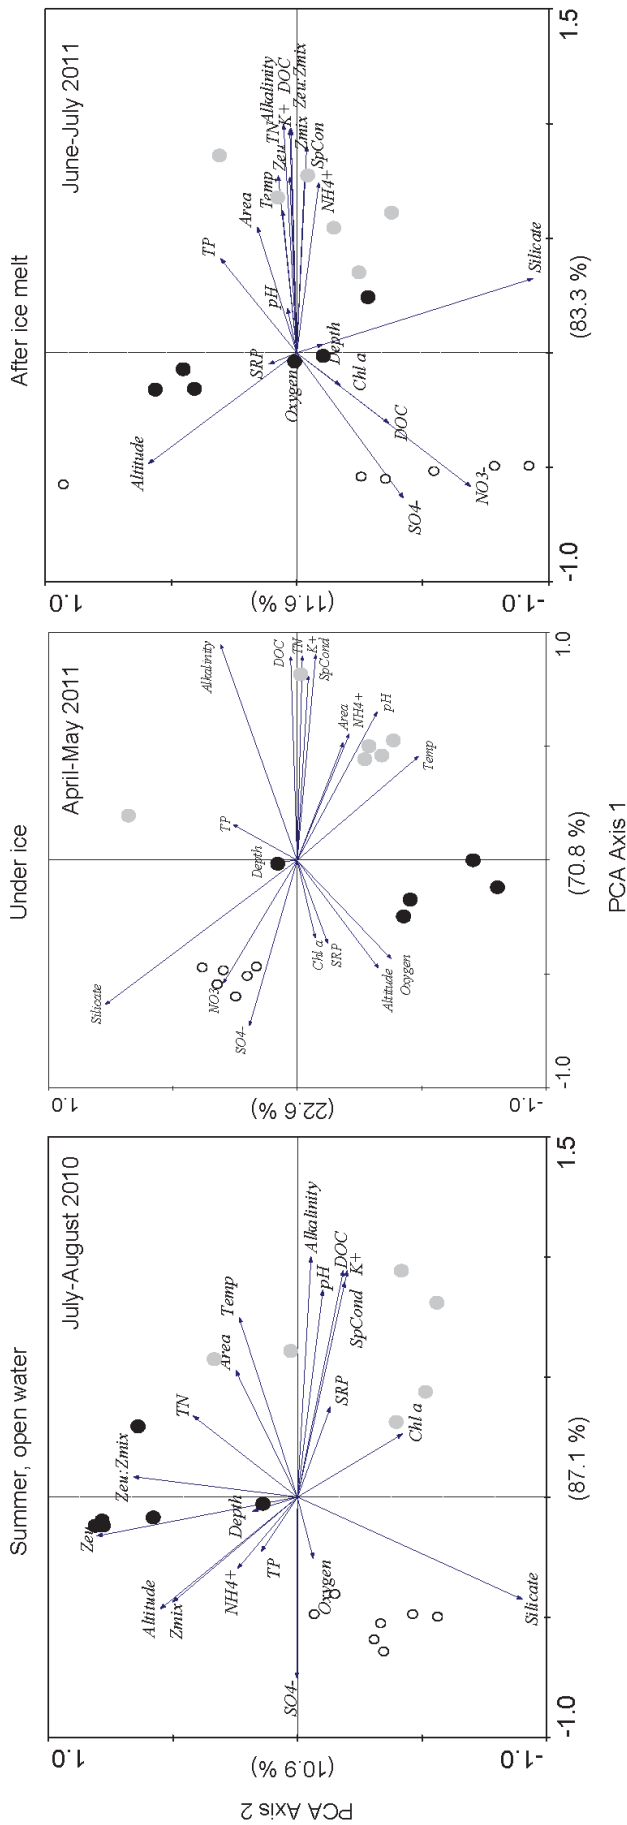 Summer, open water
July-August 2010
Zeu
Zeu:Zmix
TN
Area
Temp
Altitude
Zmix
NH4+
TP
Depth
Alkalinity
pH
DOC
K+
SpCond
SRP
Chl a
Oxygen
SO4-
Silicate
1.0
-1.0
PCA Axis 2
(10.9 %)
-1.0
(87.1 %)
1.5
Under ice
April-May 2011
Silicate
NO3-
SO4-
Depth
TP
Alkalinity
DOC
TN
K+
SpCond
Area
NH4+
pH
Temp
Chl a
SRP
Altitude
Oxygen
1.0
-1.0
(22.6 %)
-1.0
(70.8 %)
1.0
PCA Axis 1
After ice melt
June-July 2011
Altitude
SRP
Oxygen
pH
TP
Area
Temp
Zeu
TN
Alkalinity
K+
DOC
Zmix
Zeu:Zmix
SpCon
NH4+
Depth
Chl a
DOC
NO3-
SO4-
Silicate
1.0
-1.0
(11.6 %)
-1.0
(83.3 %)
1.5